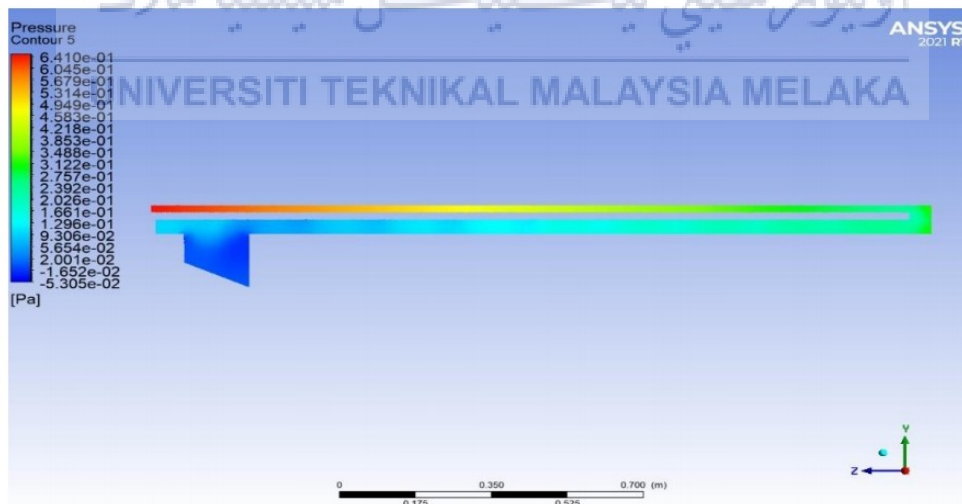 Pressure
Contour 5
6.410e-01
6.045e-01
5.679e-01
5.314e-01
4.949e-01
4.583e-01
4.218e-01
3.853e-01
3.488e-01
3.122e-01
2.757e-01
2.392e-01
2.026e-01
1.661e-01
1.296e-01
9.306e-02
5.654e-02
2.001e-02
-1.652e-02
-5.305e-02
[Pa]
UNIVERSITI TEKNIKAL MALAYSIA MELAKA
ANSYS
2021 R1
Y
Z
0 0.350 0.700 (m)
0.175 0.525